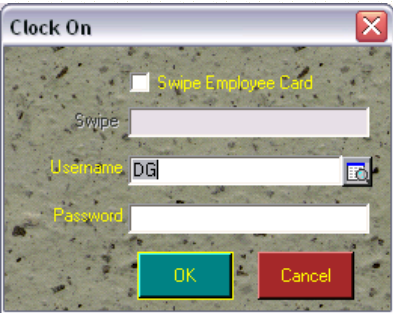 Clock On
Swipe Employee Card
Swipe
Username DG
Password
OK Cancel